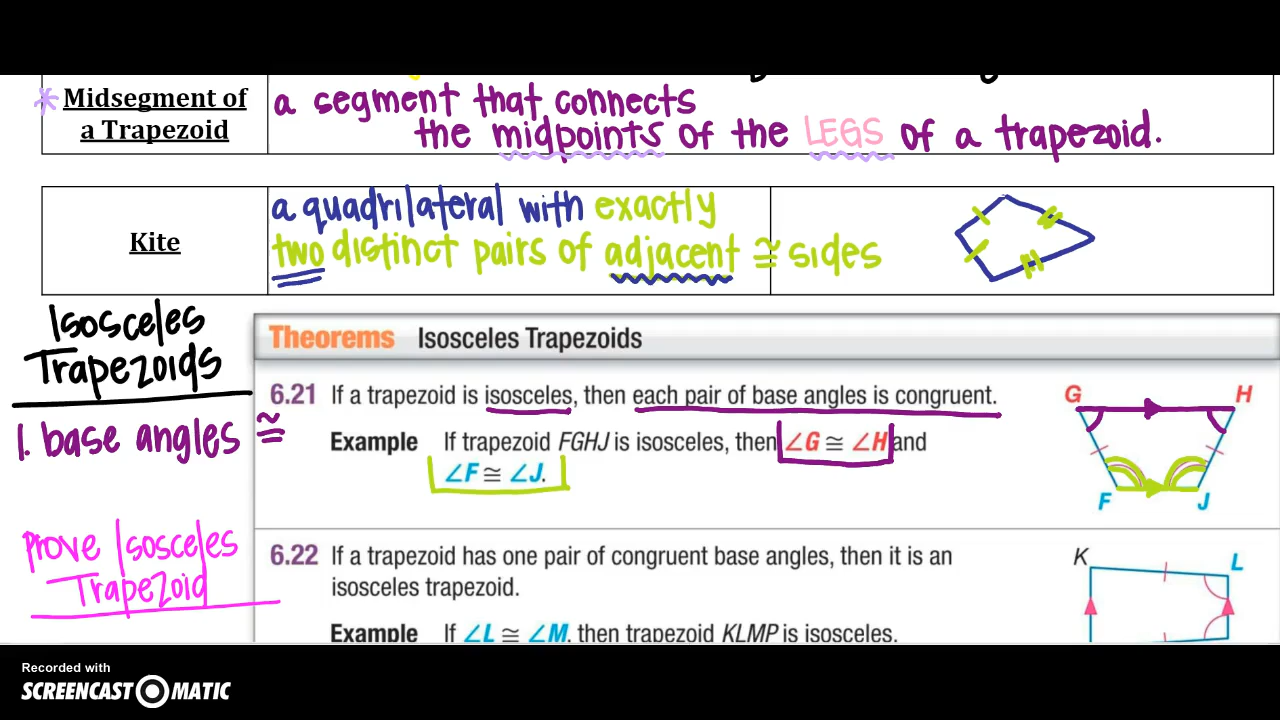 * Midsegment of
a Trapezoid
a segment that connects
the midpoints of the LEGS of a trapezoid.
Kite
a quadrilateral with exactly
two distinct pairs of adjacent ≅ sides
Isosceles
Trapezoids
1. base angles ≅
prove Isosceles
Trapezoid
Theorems Isosceles Trapezoids
6.21 If a trapezoid is isosceles, then each pair of base angles is congruent.
Example If trapezoid FGHJ is isosceles, then ∠G ≅ ∠H and
∠F ≅ ∠J.
G H
F J
6.22 If a trapezoid has one pair of congruent base angles, then it is an
isosceles trapezoid.
Example If ∠L ≅ ∠M, then trapezoid KLMP is isosceles.
K L
Recorded with
SCREENCAST-O-MATIC